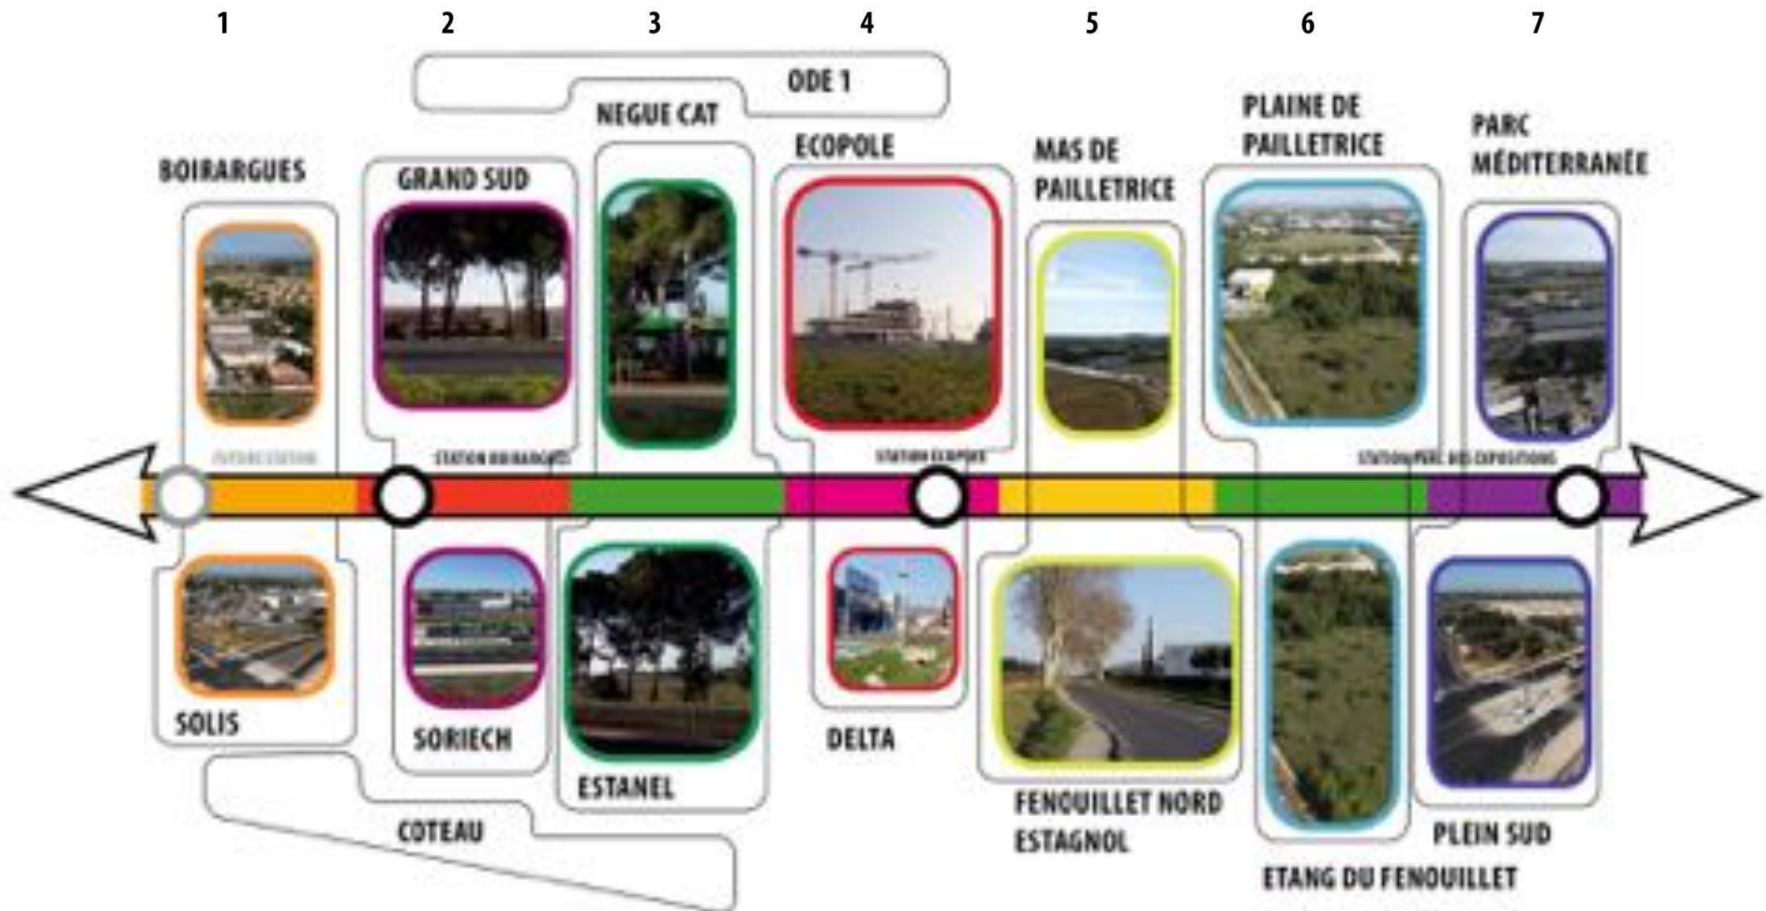 1 2 3 4 5 6 7
ODE 1
NEGUE CAT
PLAINE DE
PAILLETRICE
PARC
MÉDITERRANÉE
ECOPOLE
MAS DE
PAILLETRICE
BOIRARGUES
GRAND SUD
FUTURE STATION
STATION BOIRARGUES
STATION ECOPOLE
STATION PARC DES EXPOSITIONS
SOLIS
SORIECH
DELTA
ESTANEL
COTEAU
FENOUILLET NORD
ESTAGNOL
PLEIN SUD
ETANG DU FENOUILLET